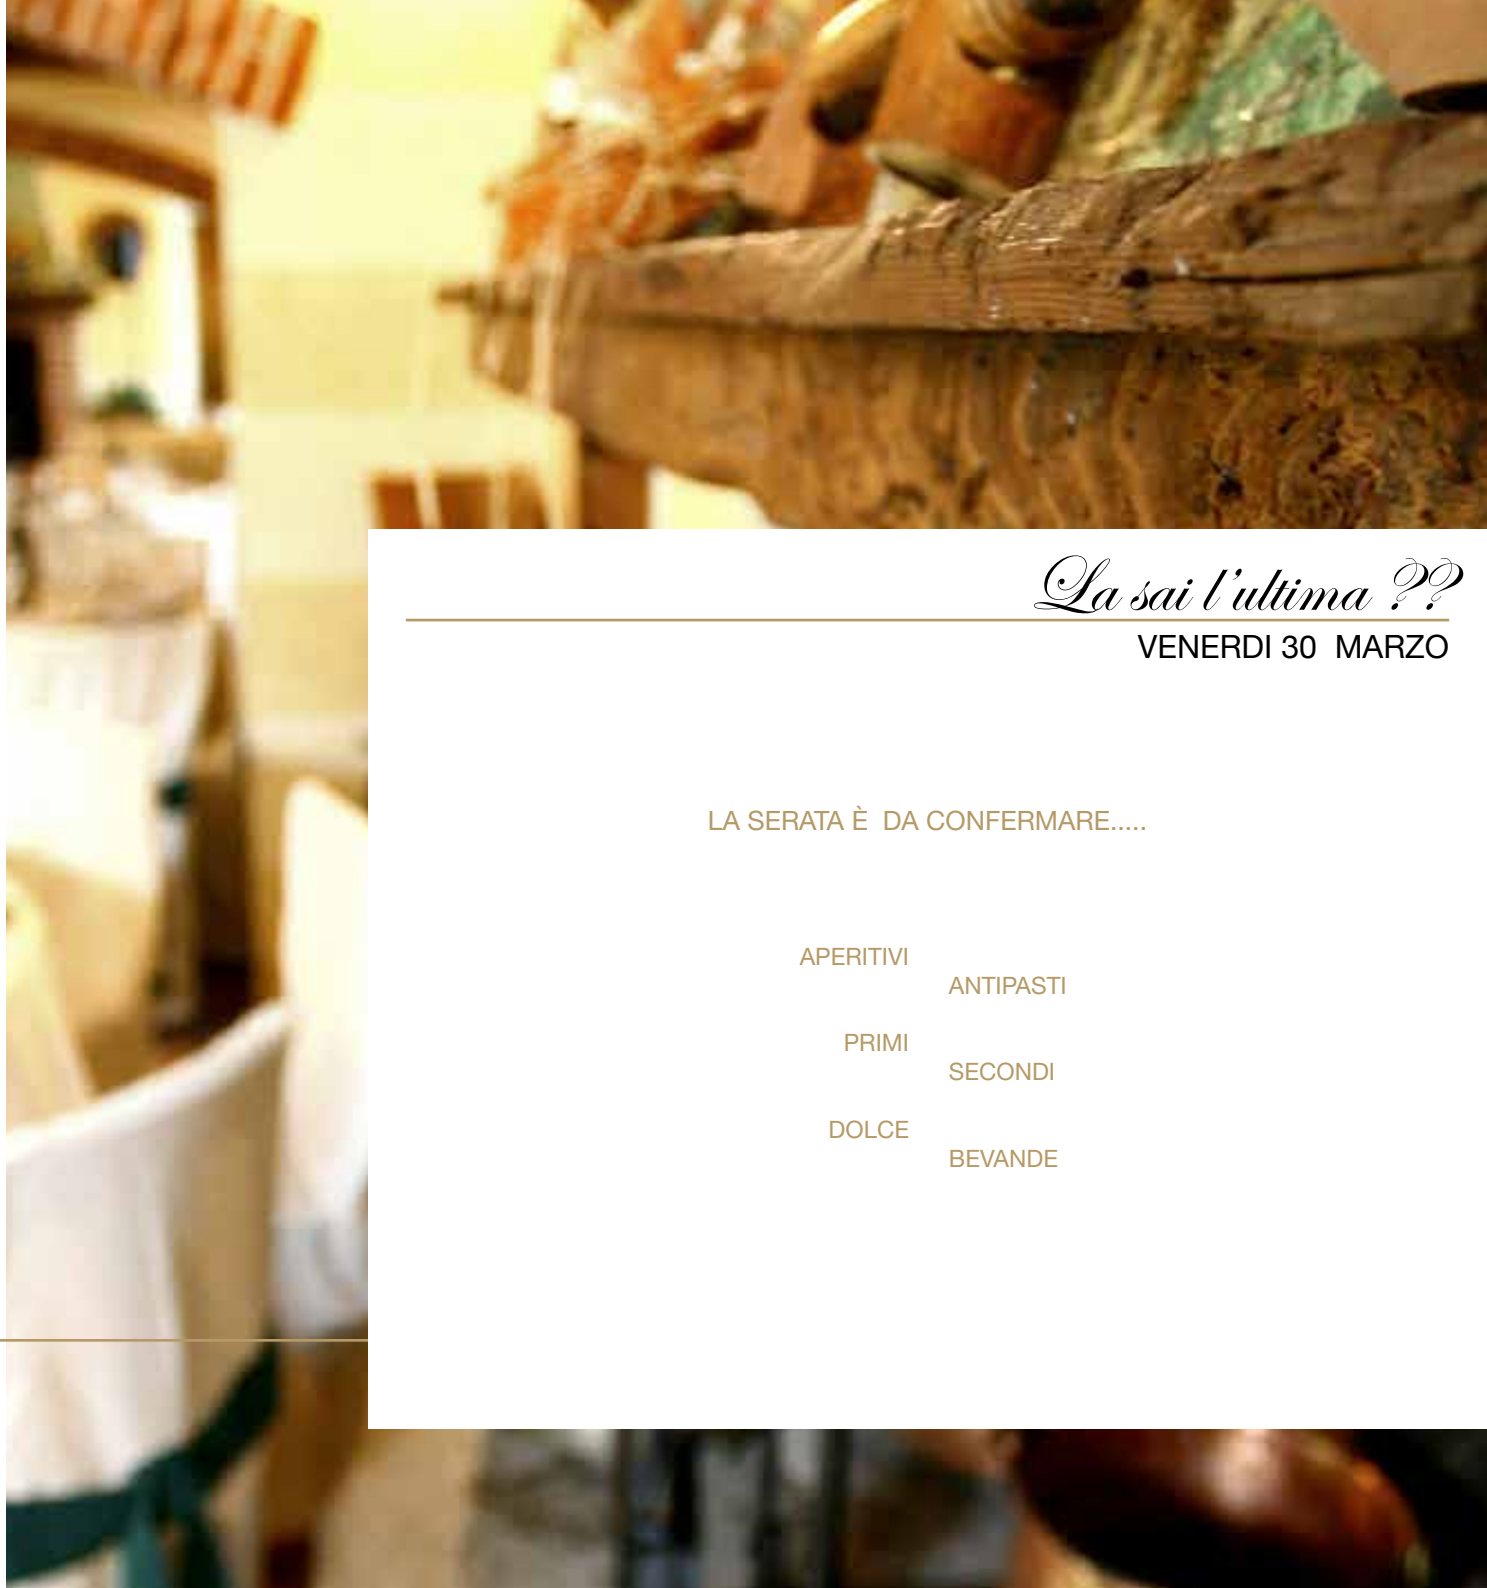 La sai l'ultima ??
VENERDI 30 MARZO
LA SERATA È DA CONFERMARE.....
APERITIVI
ANTIPASTI
PRIMI
SECONDI
DOLCE
BEVANDE